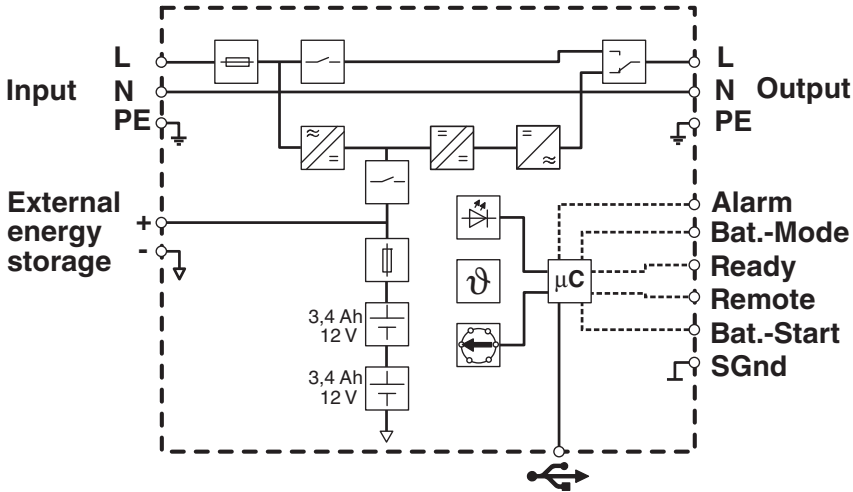 L
Input N
PE
L
N Output
PE
≈
=
=
=
=
≈
External
energy
storage
+
-
3,4 Ah
12 V
3,4 Ah
12 V
ϑ
μC
Alarm
Bat.-Mode
Ready
Remote
Bat.-Start
SGnd